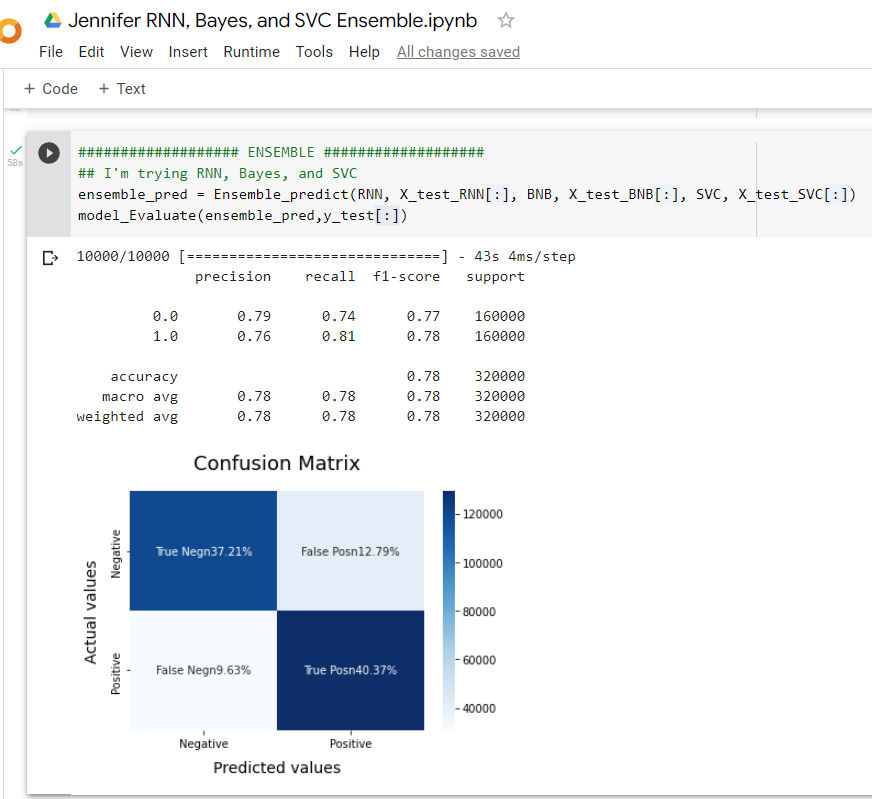 Jennifer RNN, Bayes, and SVC Ensemble.ipynb
File Edit View Insert Runtime Tools Help All changes saved
+ Code + Text
58s
################### ENSEMBLE ###################
## I'm trying RNN, Bayes, and SVC
ensemble_pred = Ensemble_predict(RNN, X_test_RNN[:], BNB, X_test_BNB[:], SVC, X_test_SVC[:])
model_Evaluate(ensemble_pred,y_test[:])
10000/10000 [==============================] - 43s 4ms/step
precision recall f1-score support
0.0 0.79 0.74 0.77 160000
1.0 0.76 0.81 0.78 160000
accuracy 0.78 320000
macro avg 0.78 0.78 0.78 320000
weighted avg 0.78 0.78 0.78 320000
Confusion Matrix
Actual values
Negative
Positive
True Negn37.21% False Posn12.79%
False Negn9.63% True Posn40.37%
Negative Positive
Predicted values
120000
100000
80000
60000
40000